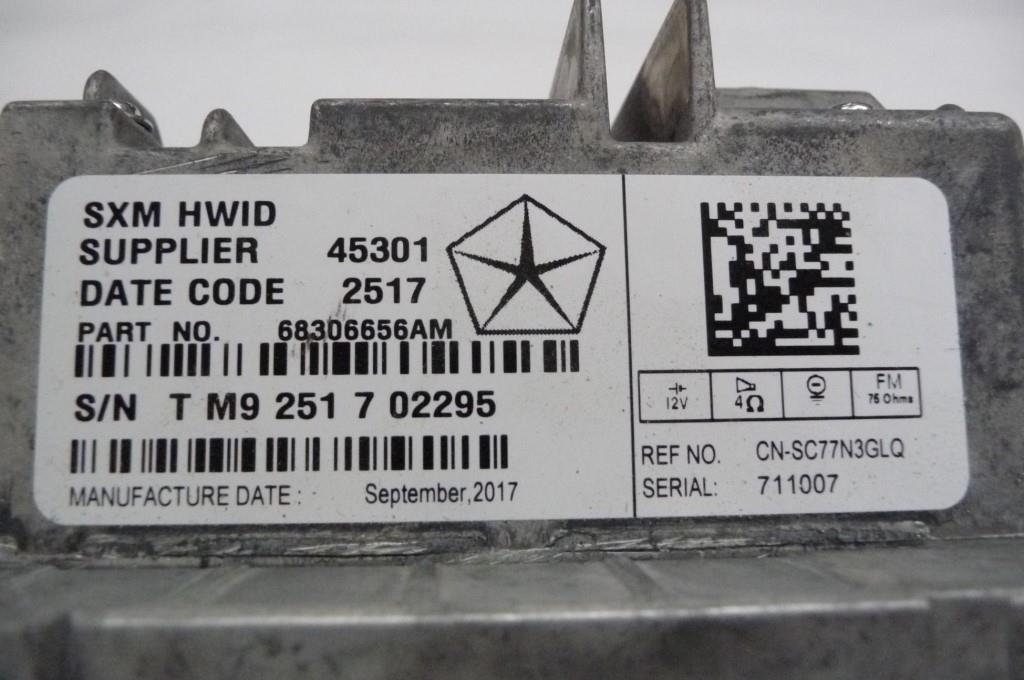 SXM HWID
SUPPLIER 45301
DATE CODE 2517
PART NO. 68306656AM
S/N T M9 251 7 02295
MANUFACTURE DATE : September,2017
12V 4Ω FM 75 Ohms
REF NO. CN-SC77N3GLQ
SERIAL: 711007